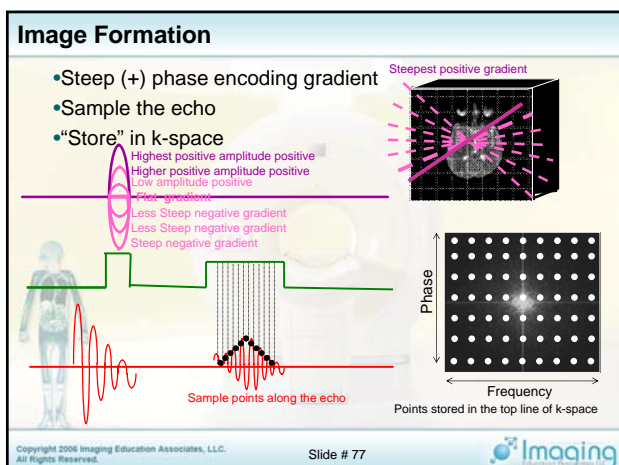 Image Formation
•Steep (+) phase encoding gradient
•Sample the echo
•“Store” in k-space
Steepest positive gradient
Highest positive amplitude positive
Higher positive amplitude positive
Low amplitude positive
Flat gradient
Less Steep negative gradient
Less Steep negative gradient
Steep negative gradient
Sample points along the echo
Phase
Frequency
Points stored in the top line of k-space
Copyright 2006 Imaging Education Associates, LLC.
All Rights Reserved.
Slide # 77
Imaging
Education Associates, LLC